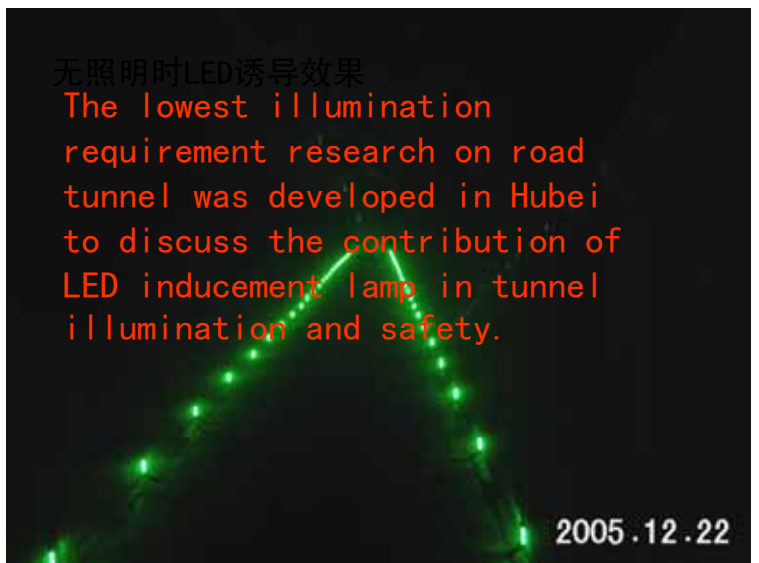 无照明时LED诱导效果
The lowest illumination
requirement research on road
tunnel was developed in Hubei
to discuss the contribution of
LED inducement lamp in tunnel
illumination and safety.
2005.12.22